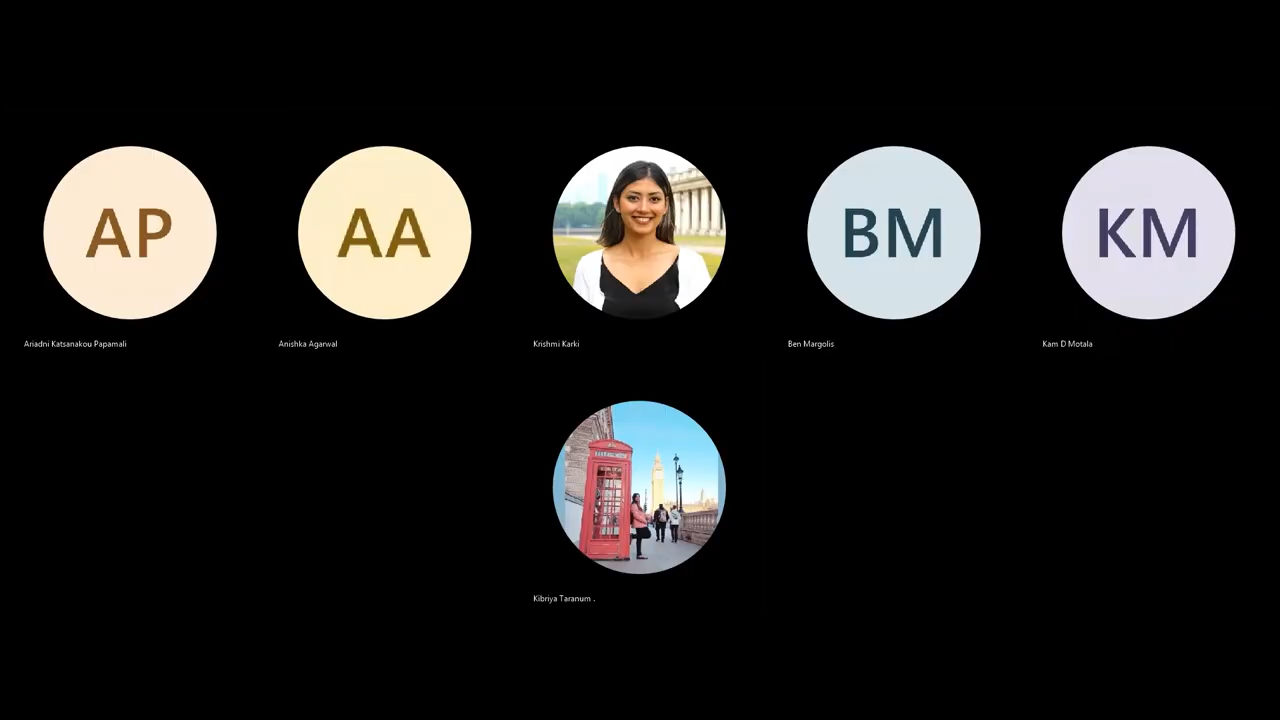 AP
AA
BM
KM
Ariadni Katsanakou Papamali
Anishka Agarwal
Krishmi Karki
Ben Margolis
Kam D Motala
Kibriya Taranum .